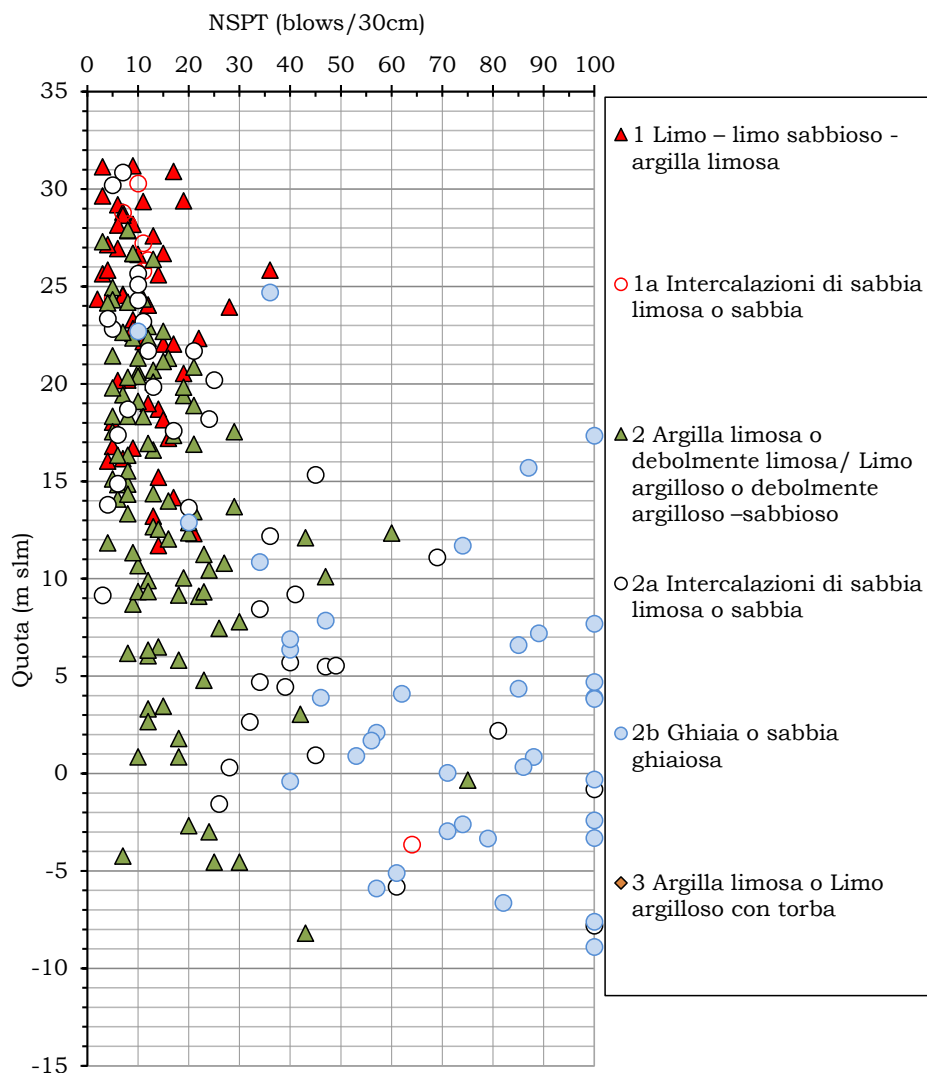 NSPT (blows/30cm)
0 10 20 30 40 50 60 70 80 90 100
35
30
25
20
15
10
5
0
-5
-10
-15
Quota (m slm)
1 Limo – limo sabbioso -
argilla limosa
1a Intercalazioni di sabbia
limosa o sabbia
2 Argilla limosa o
debolmente limosa/ Limo
argilloso o debolmente
argilloso –sabbioso
2a Intercalazioni di sabbia
limosa o sabbia
2b Ghiaia o sabbia
ghiaiosa
3 Argilla limosa o Limo
argilloso con torba